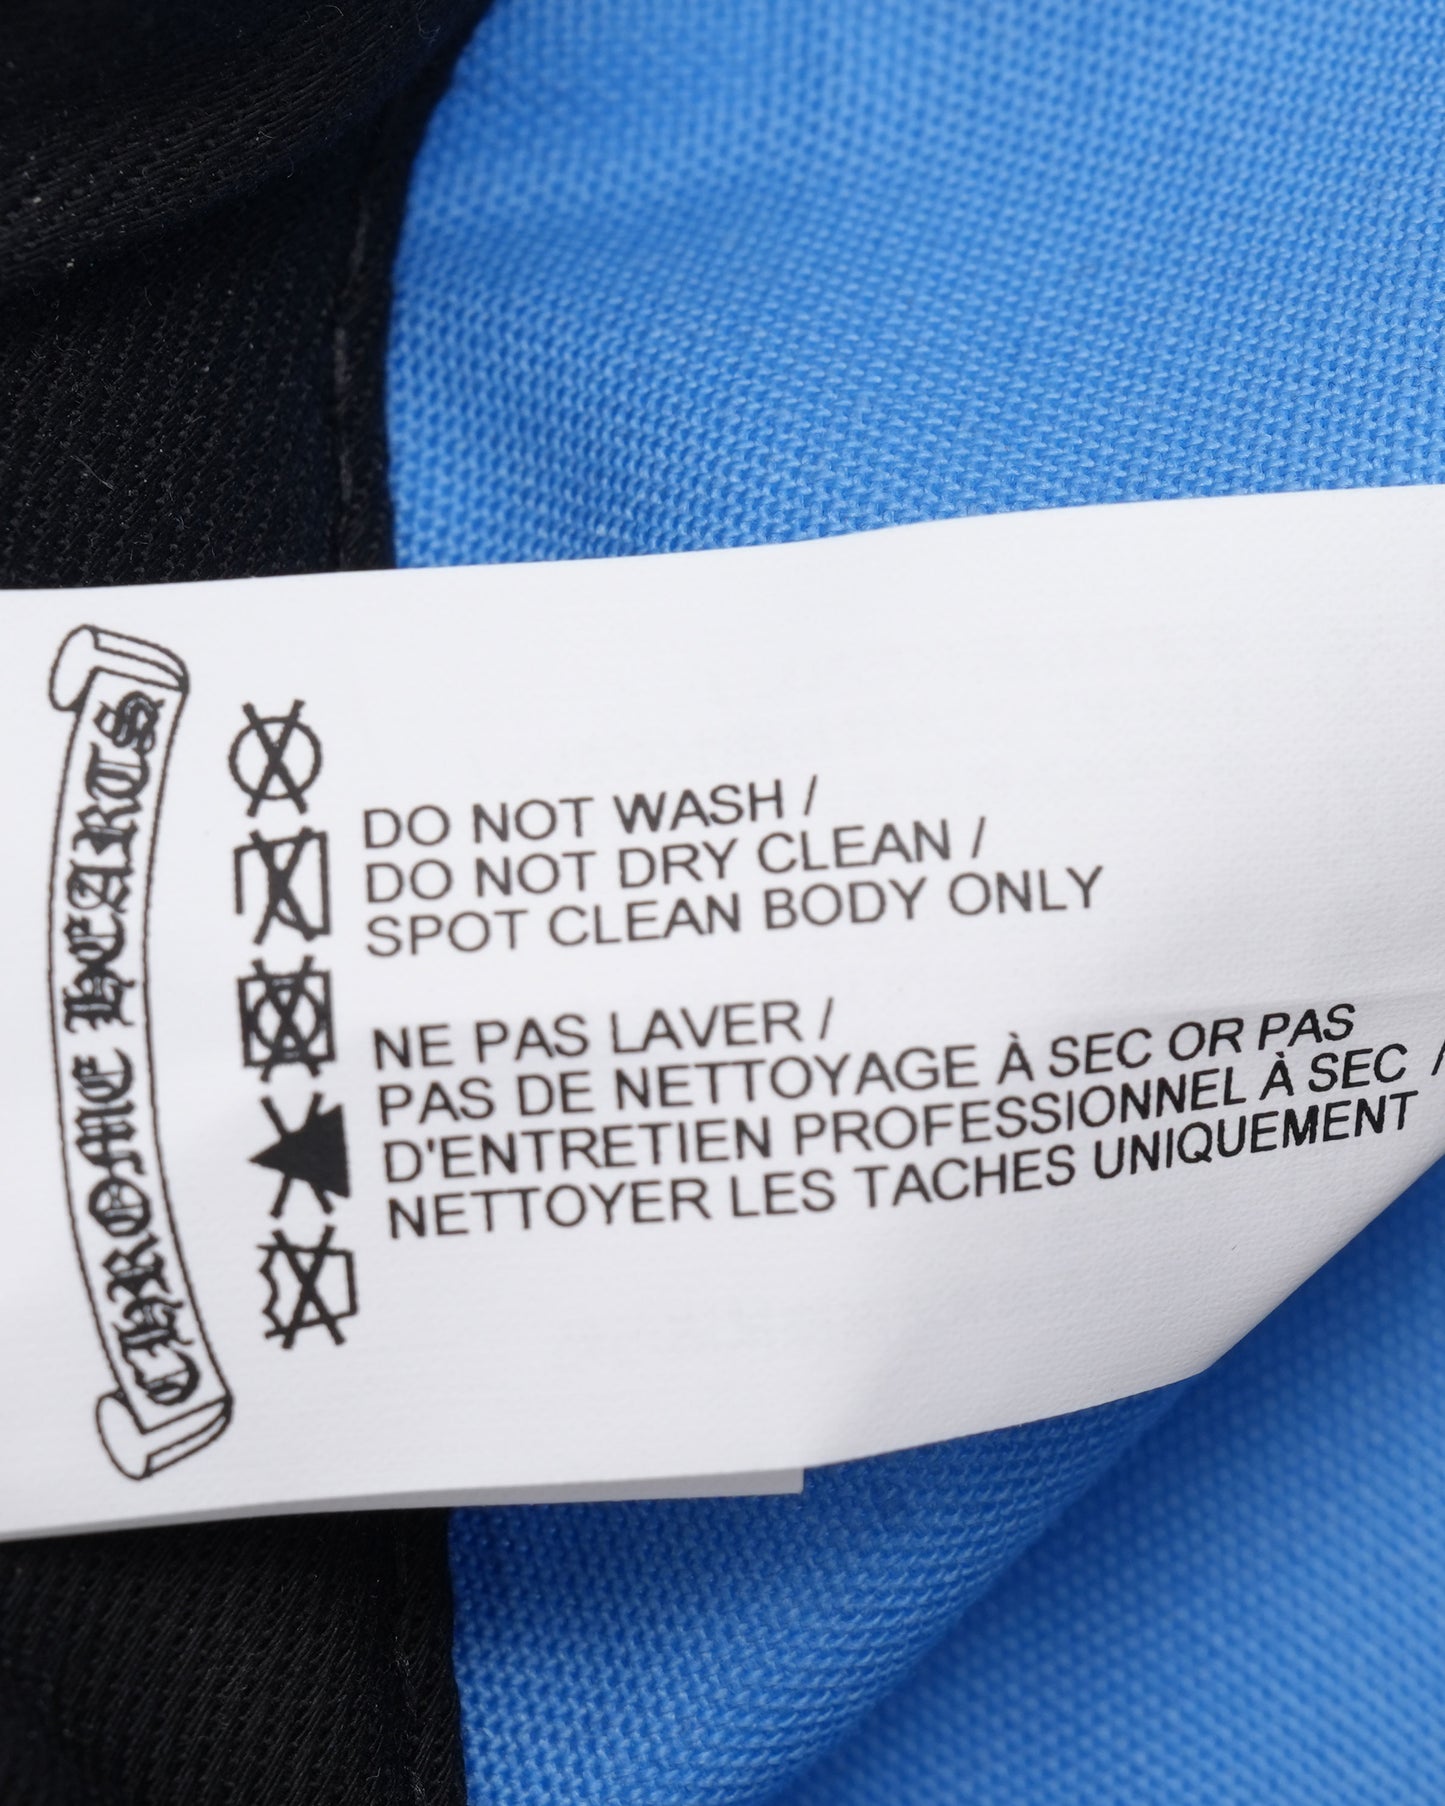 CHROME HEARTS
DO NOT WASH /
DO NOT DRY CLEAN /
SPOT CLEAN BODY ONLY
NE PAS LAVER /
PAS DE NETTOYAGE À SEC OR PAS
D'ENTRETIEN PROFESSIONNEL À SEC /
NETTOYER LES TACHES UNIQUEMENT